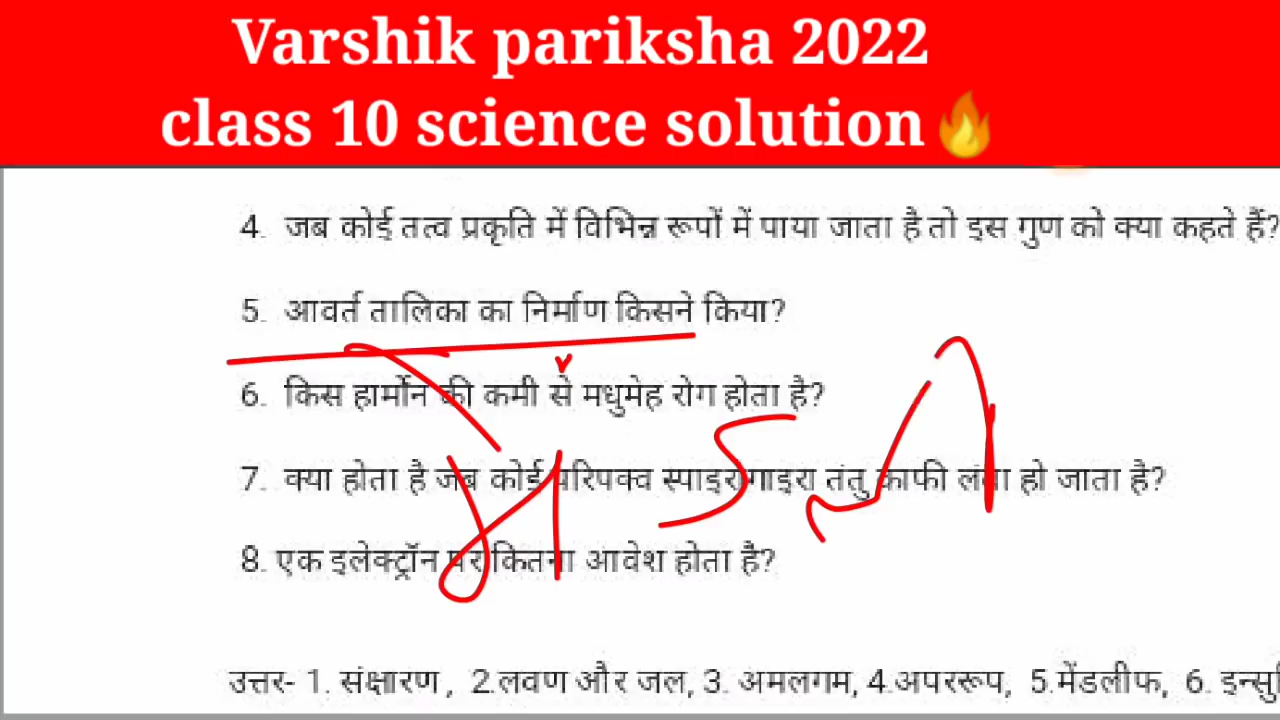 Varshik pariksha 2022
class 10 science solution🔥
4. जब कोई तत्व प्रकृति में विभिन्न रूपों में पाया जाता है तो इस गुण को क्या कहते हैं?
5. आवर्त तालिका का निर्माण किसने किया?
6. किस हार्मोन की कमी से मधुमेह रोग होता है?
7. क्या होता है जब कोई परिपक्व स्पाइरोगाइरा तंतु काफी लंबा हो जाता है?
8. एक इलेक्ट्रॉन पर कितना आवेश होता है?
उत्तर- 1. संक्षारण , 2.लवण और जल, 3. अमलगम, 4.अपररूप, 5.मेंडलीफ, 6.